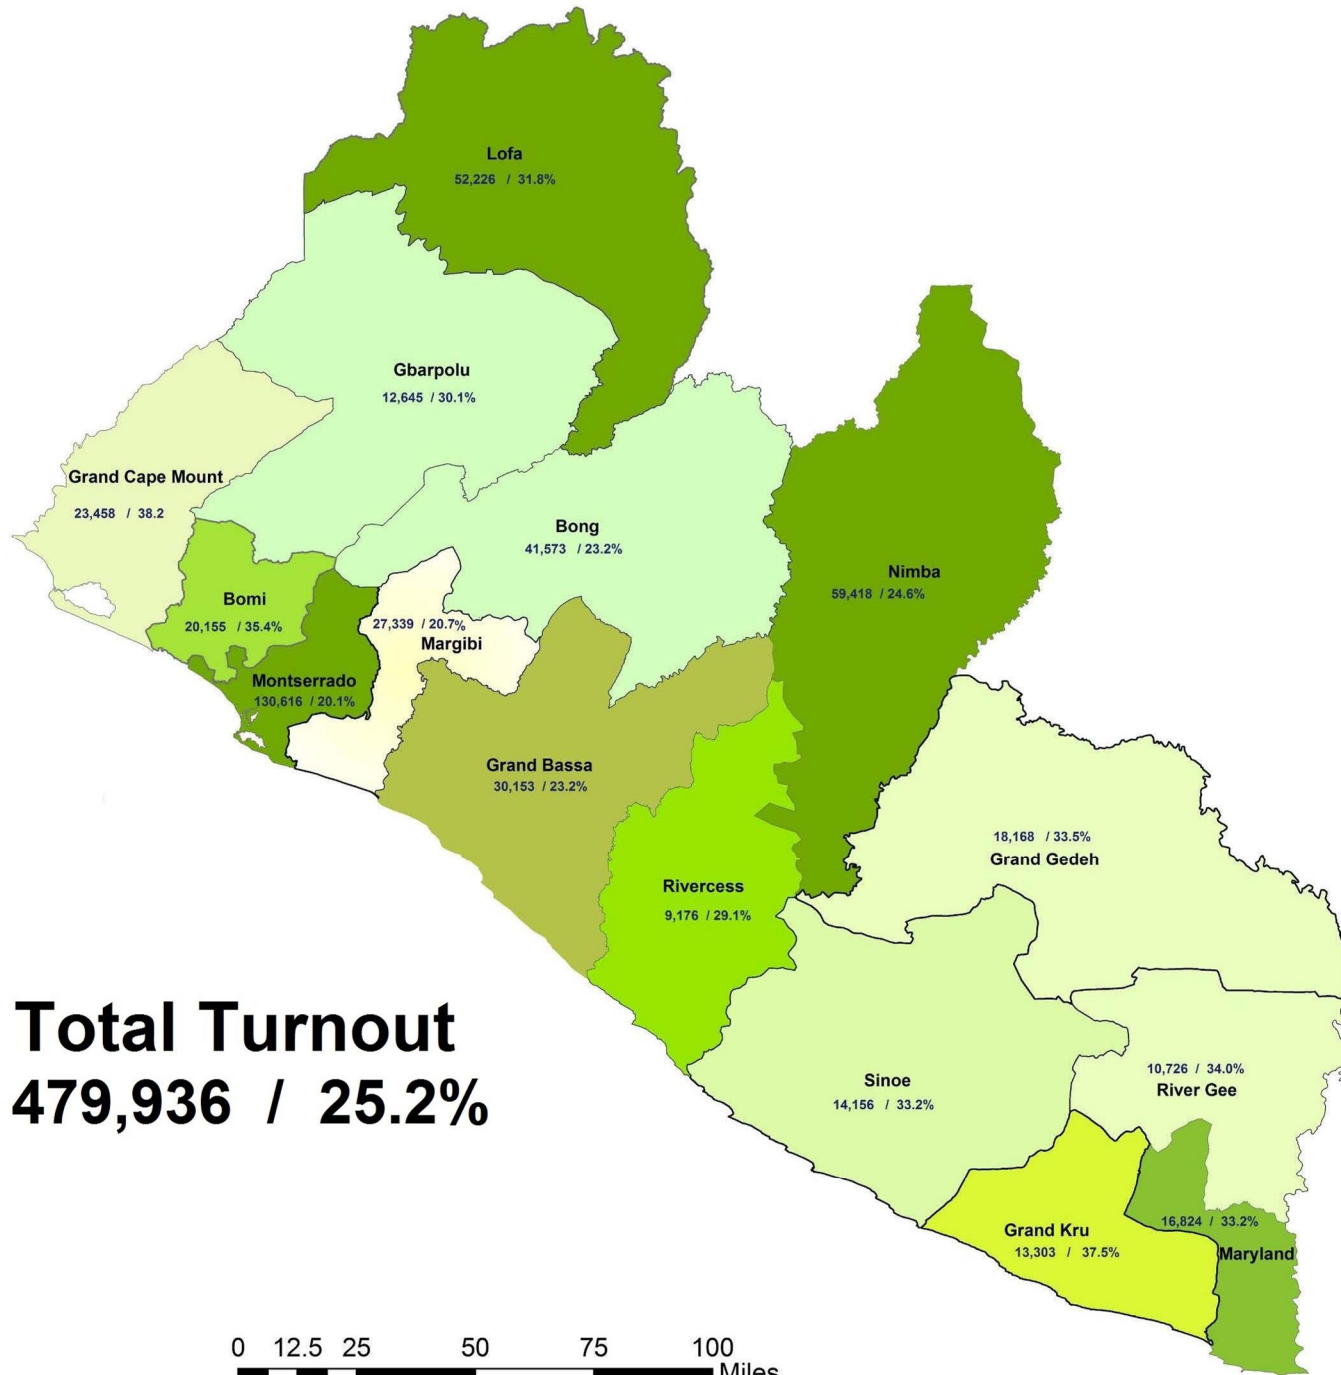 Lofa
52,226 / 31.8%
Gbarpolu
12,645 / 30.1%
Grand Cape Mount
23,458 / 38.2
Bong
41,573 / 23.2%
Nimba
59,418 / 24.6%
Bomi
20,155 / 35.4%
27,339 / 20.7%
Margibi
Montserrado
130,616 / 20.1%
Grand Bassa
30,153 / 23.2%
18,168 / 33.5%
Grand Gedeh
Rivercess
9,176 / 29.1%
Total Turnout
479,936 / 25.2%
10,726 / 34.0%
River Gee
Sinoe
14,156 / 33.2%
16,824 / 33.2%
Maryland
Grand Kru
13,303 / 37.5%
0 12.5 25 50 75 100
Miles